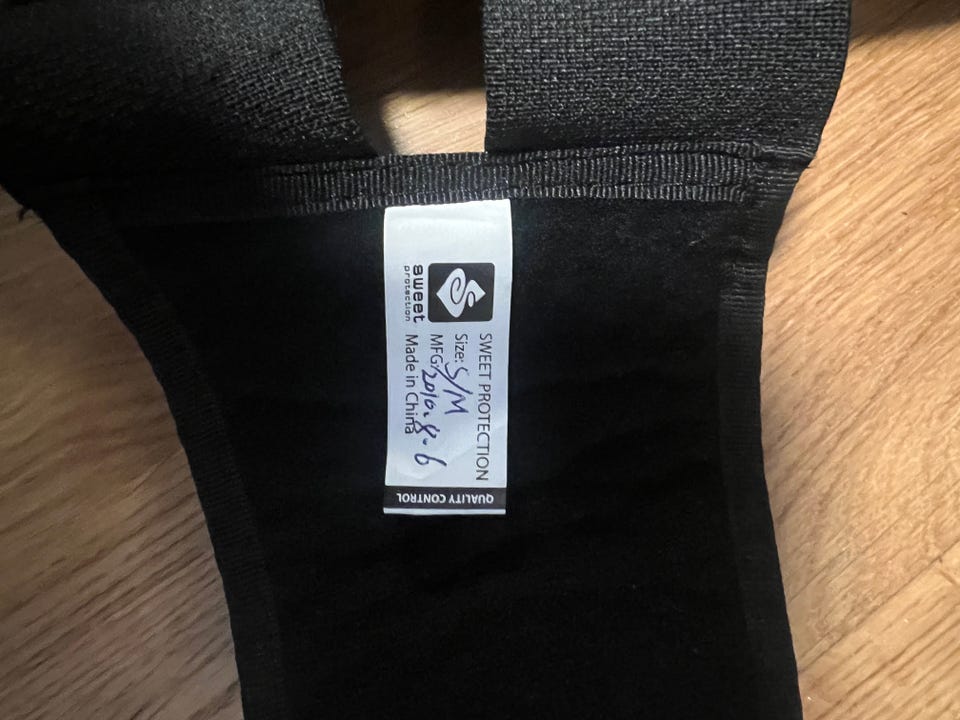 sweet
protection
SWEET PROTECTION
Size: S/M
MFG: 2010.8.6
Made in China
QUALITY CONTROL